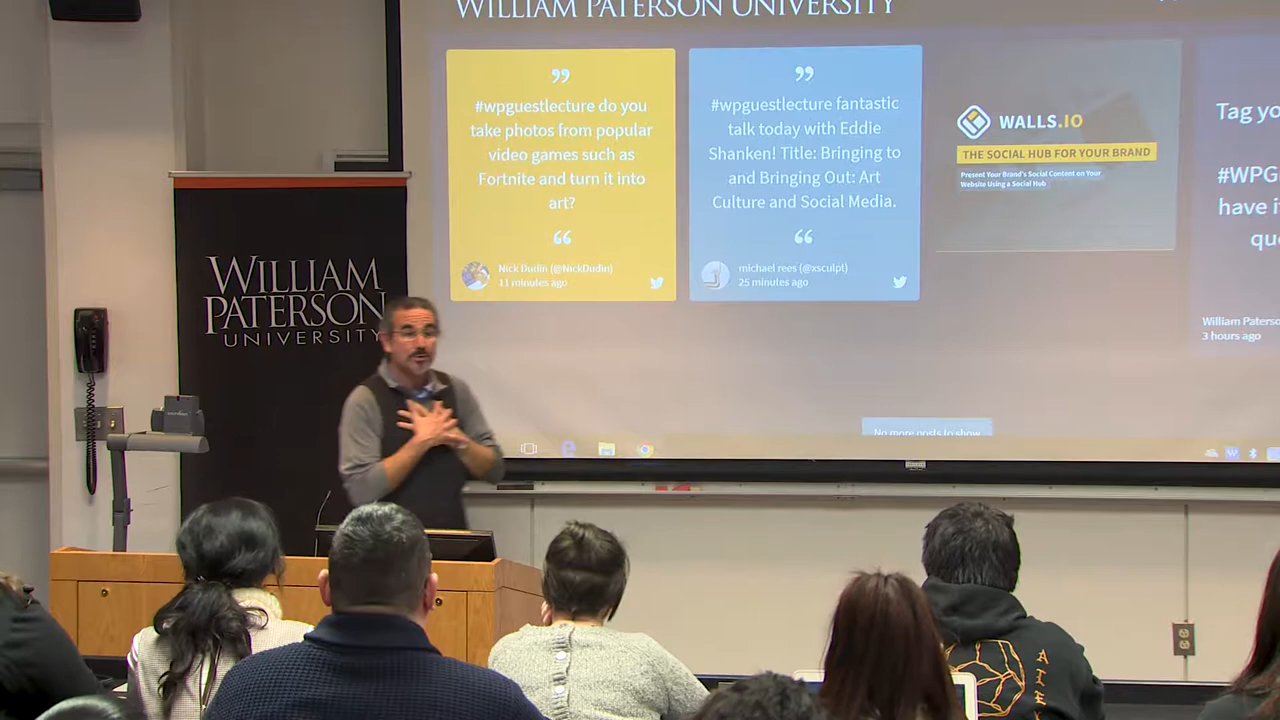 WILLIAM PATERSON UNIVERSITY
”
#wpguestlecture do you
take photos from popular
video games such as
Fortnite and turn it into
art?
“
Nick Dudin (@NickDudin)
11 minutes ago
”
#wpguestlecture fantastic
talk today with Eddie
Shanken! Title: Bringing to
and Bringing Out: Art
Culture and Social Media.
“
michael rees (@xsculpt)
25 minutes ago
WALLS.IO
THE SOCIAL HUB FOR YOUR BRAND
Present Your Brand's Social Content on Your
Website Using a Social Hub
Tag yo
#WPG
have i
qu
William Paterso
3 hours ago
No more posts to show
WILLIAM
PATERSON
UNIVERSITY